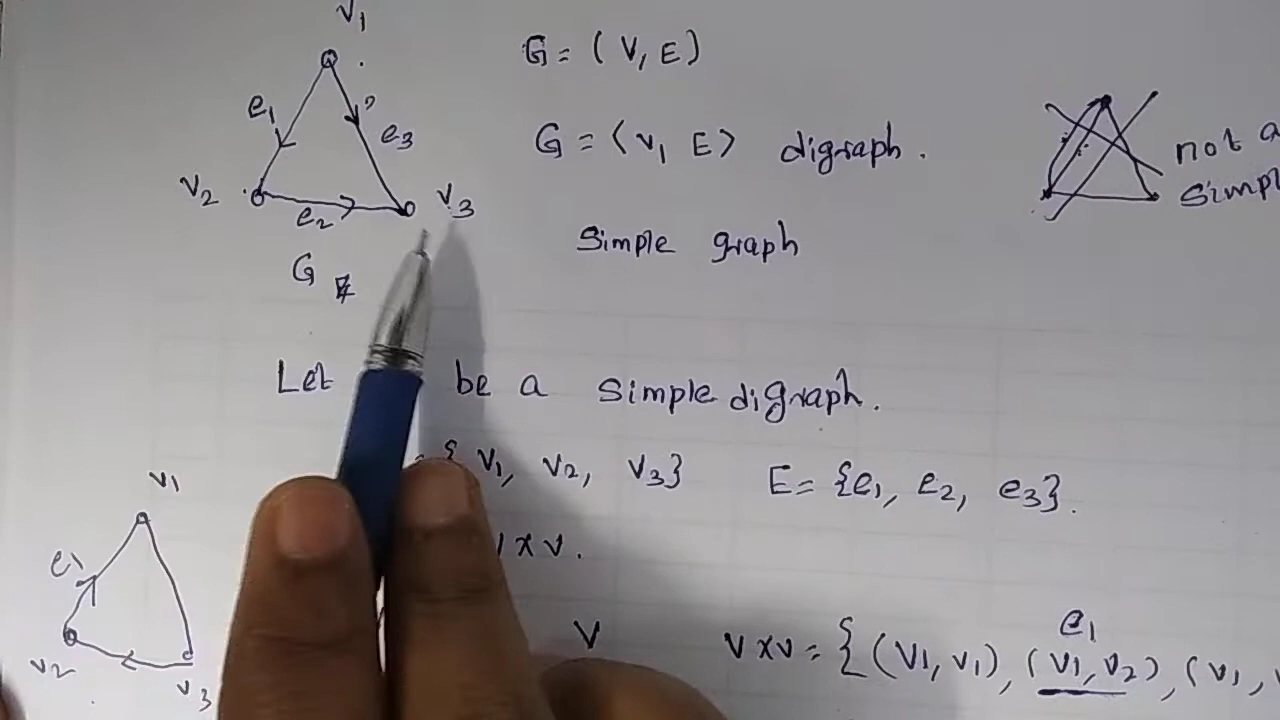 V1
G = (V, E)
e1
e3
G = <V, E> digraph.
not a
V2
e2
V3
simpl
Simple graph
G
Let be a Simple digraph.
= { V1, V2, V3} E = {e1, e2, e3}.
V1
x V.
e1
V
e1
V x V = { (V1, V1), (V1, V2), (V1,
V2
V3